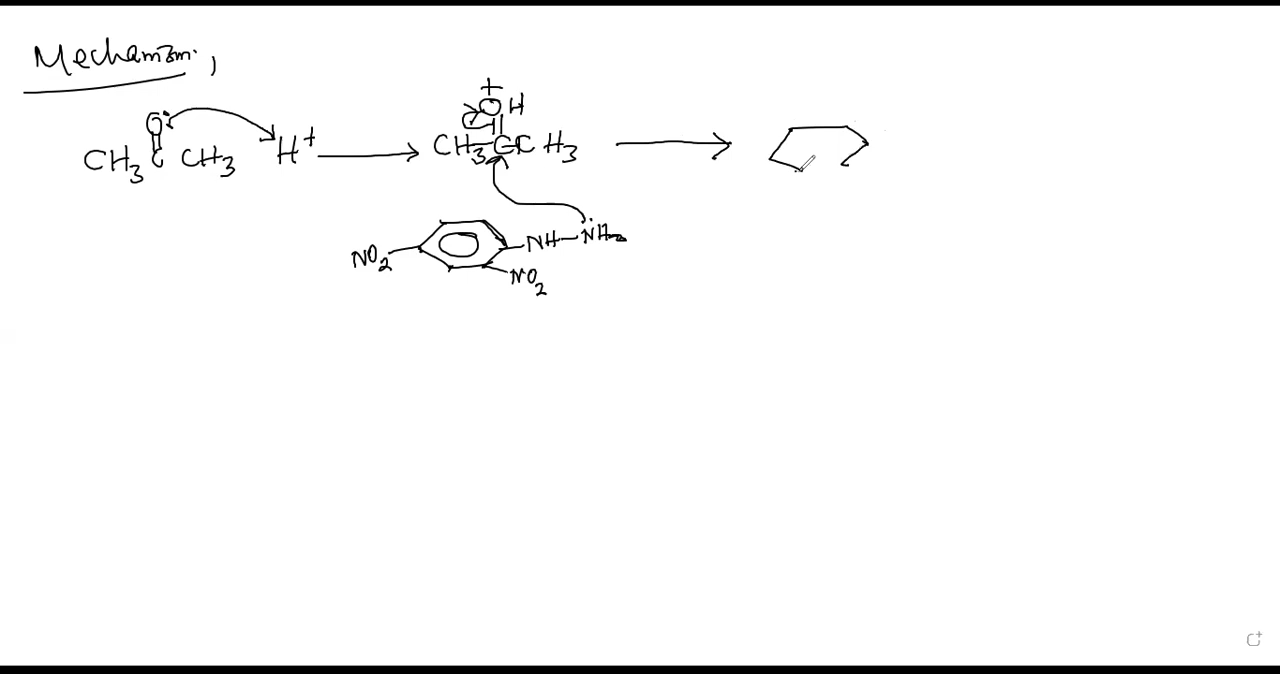 Mechanism,
+
O: OH
CH3 C CH3 H+ CH3-C CH3
NH-NH2
NO2
NO2